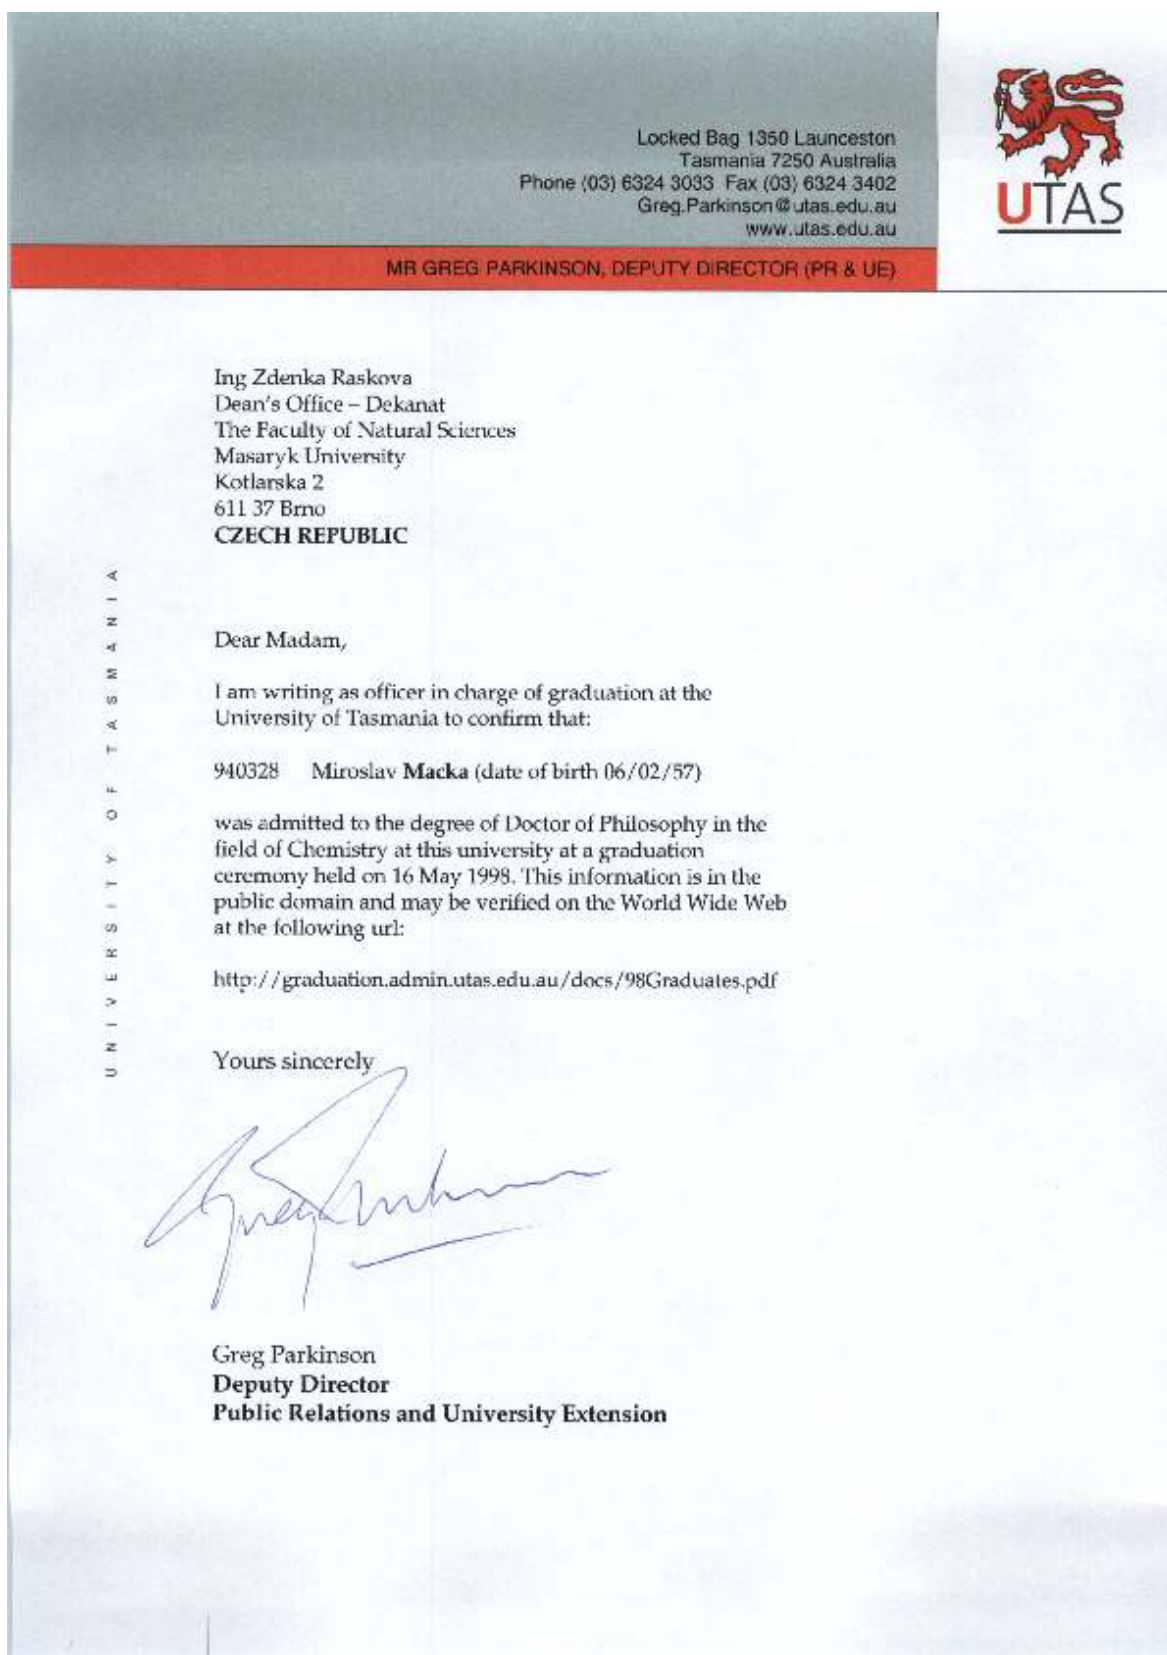 Locked Bag 1350 Launceston
Tasmania 7250 Australia
Phone (03) 6324 3033 Fax (03) 6324 3402
Greg.Parkinson@utas.edu.au
www.utas.edu.au
UTAS
MR GREG PARKINSON, DEPUTY DIRECTOR (PR & UE)
Ing Zdenka Raskova
Dean's Office – Dekanat
The Faculty of Natural Sciences
Masaryk University
Kotlarska 2
611 37 Brno
CZECH REPUBLIC
UNIVERSITY OF TASMANIA
Dear Madam,
I am writing as officer in charge of graduation at the
University of Tasmania to confirm that:
940328 Miroslav Macka (date of birth 06/02/57)
was admitted to the degree of Doctor of Philosophy in the
field of Chemistry at this university at a graduation
ceremony held on 16 May 1998. This information is in the
public domain and may be verified on the World Wide Web
at the following url:
http://graduation.admin.utas.edu.au/docs/98Graduates.pdf
Yours sincerely
Greg Parkinson
Greg Parkinson
Deputy Director
Public Relations and University Extension